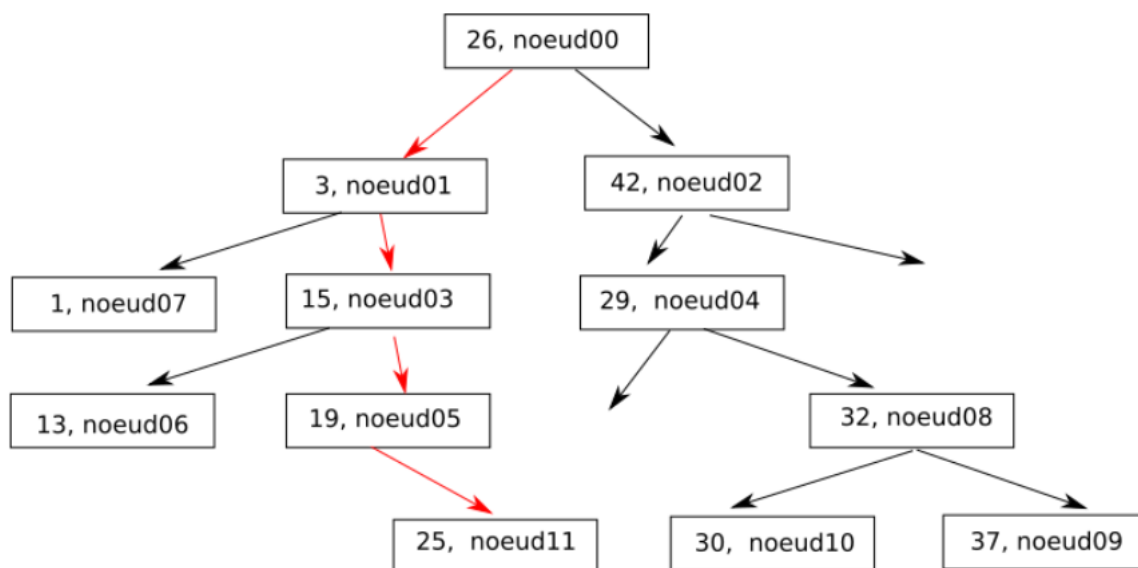 26, noeud00
3, noeud01
42, noeud02
1, noeud07
15, noeud03
29, noeud04
13, noeud06
19, noeud05
32, noeud08
25, noeud11
30, noeud10
37, noeud09